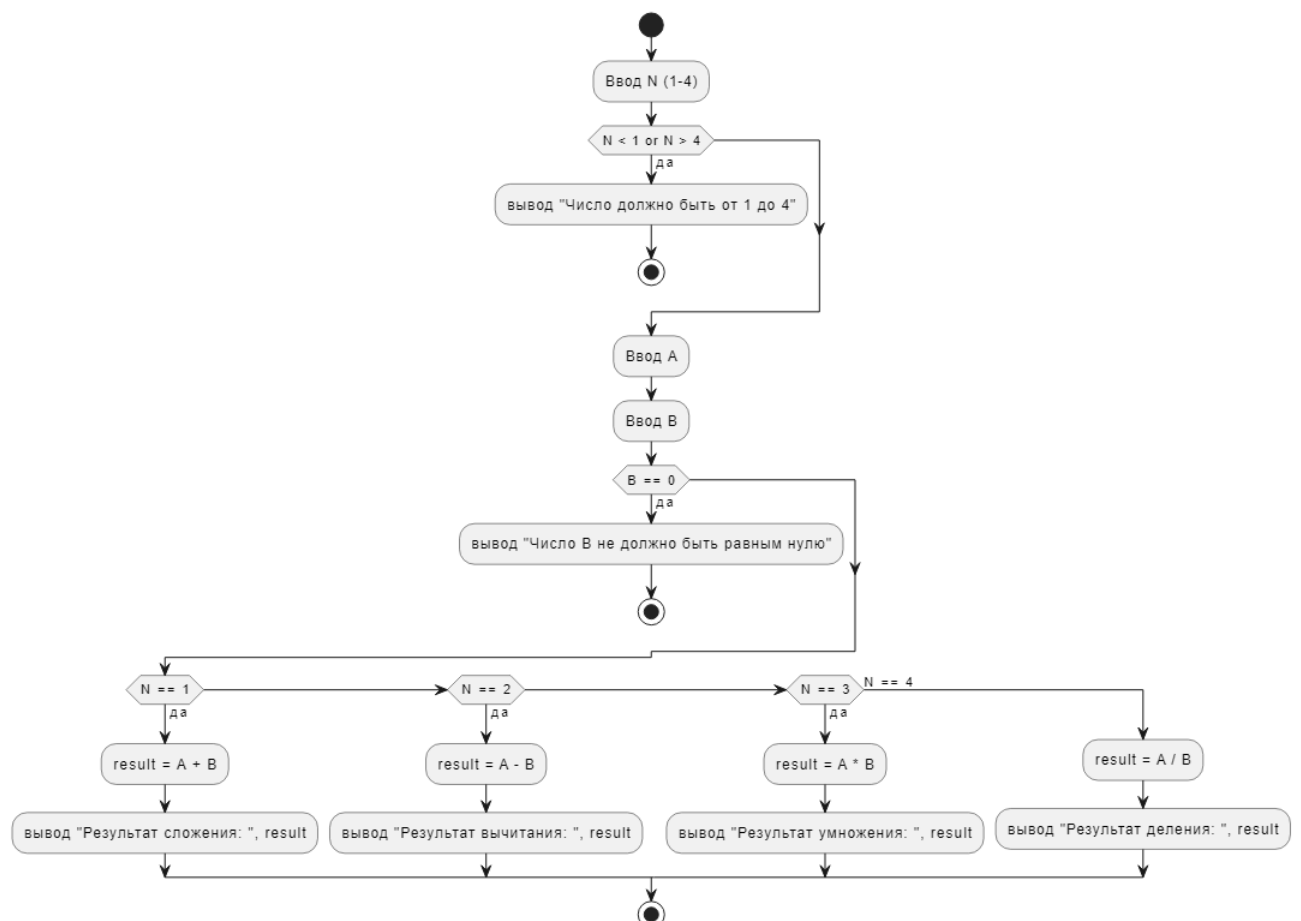 Ввод N (1-4)
N < 1 or N > 4
да
вывод "Число должно быть от 1 до 4"
Ввод A
Ввод B
B == 0
да
вывод "Число B не должно быть равным нулю"
N == 1
да
result = A + B
вывод "Результат сложения: ", result
N == 2
да
result = A - B
вывод "Результат вычитания: ", result
N == 3
да
result = A * B
вывод "Результат умножения: ", result
N == 4
result = A / B
вывод "Результат деления: ", result